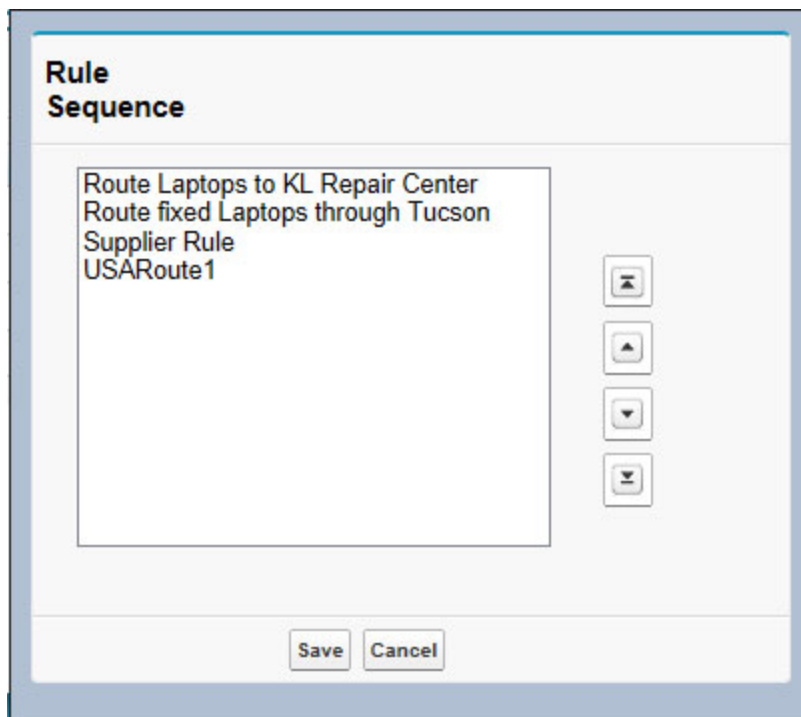 Rule
Sequence
Route Laptops to KL Repair Center
Route fixed Laptops through Tucson
Supplier Rule
USARoute1
Save Cancel